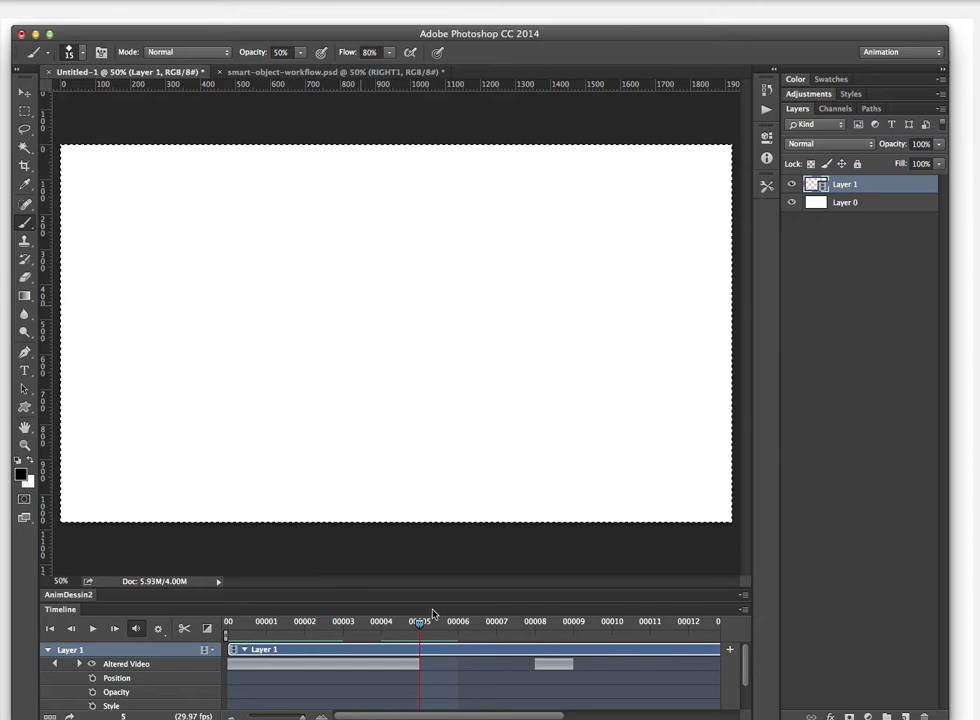 Adobe Photoshop CC 2014
15 Mode: Normal Opacity: 50% Flow: 80% Animation
× Untitled-1 @ 50% (Layer 1, RGB/8#) * × smart-object-workflow.psd @ 50% (RIGHT1, RGB/8#) *
0 100 200 300 400 500 600 700 800 900 1000 1100 1200 1300 1400 1500 1600 1700 1800 190
Color Swatches
Adjustments Styles
Layers Channels Paths
Kind
Normal Opacity: 100%
Lock: Fill: 100%
Layer 1
Layer 0
50% Doc: 5.93M/4.00M
AnimDessin2
Timeline
00 00001 00002 00003 00004 00005 00006 00007 00008 00009 00010 00011 00012 0
Layer 1 Layer 1
Altered Video
Position
Opacity
Style
5 (29.97 fps)
fx